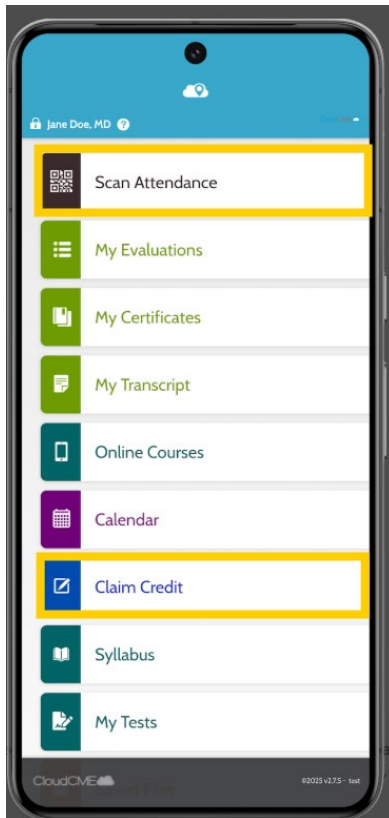 Jane Doe, MD ?
Scan Attendance
My Evaluations
My Certificates
My Transcript
Online Courses
Calendar
Claim Credit
Syllabus
My Tests
CloudCME
©2025 v2.7.5 - test